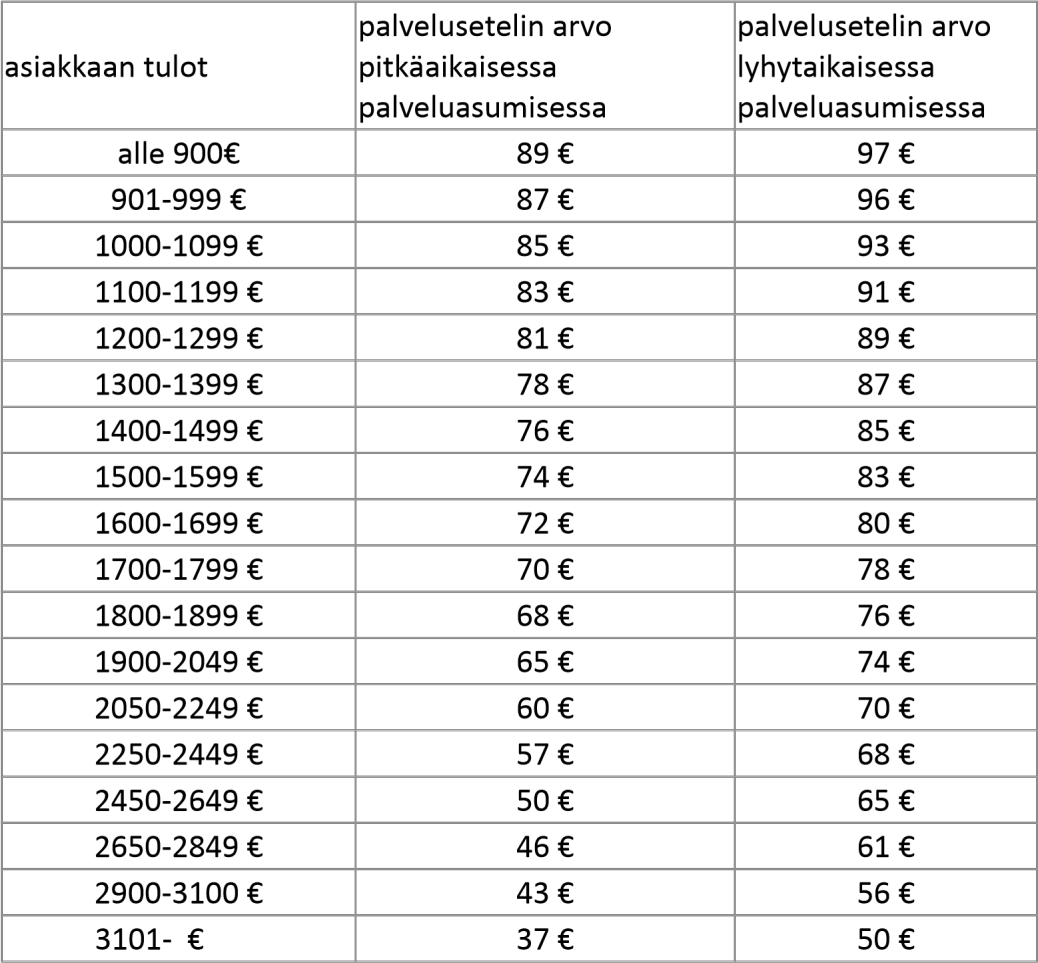 asiakkaan tulot
palvelusetelin arvo
pitkäaikaisessa
palveluasumisessa
palvelusetelin arvo
lyhytaikaisessa
palveluasumisessa
alle 900€ 89 € 97 €
901-999 € 87 € 96 €
1000-1099 € 85 € 93 €
1100-1199 € 83 € 91 €
1200-1299 € 81 € 89 €
1300-1399 € 78 € 87 €
1400-1499 € 76 € 85 €
1500-1599 € 74 € 83 €
1600-1699 € 72 € 80 €
1700-1799 € 70 € 78 €
1800-1899 € 68 € 76 €
1900-2049 € 65 € 74 €
2050-2249 € 60 € 70 €
2250-2449 € 57 € 68 €
2450-2649 € 50 € 65 €
2650-2849 € 46 € 61 €
2900-3100 € 43 € 56 €
3101- € 37 € 50 €